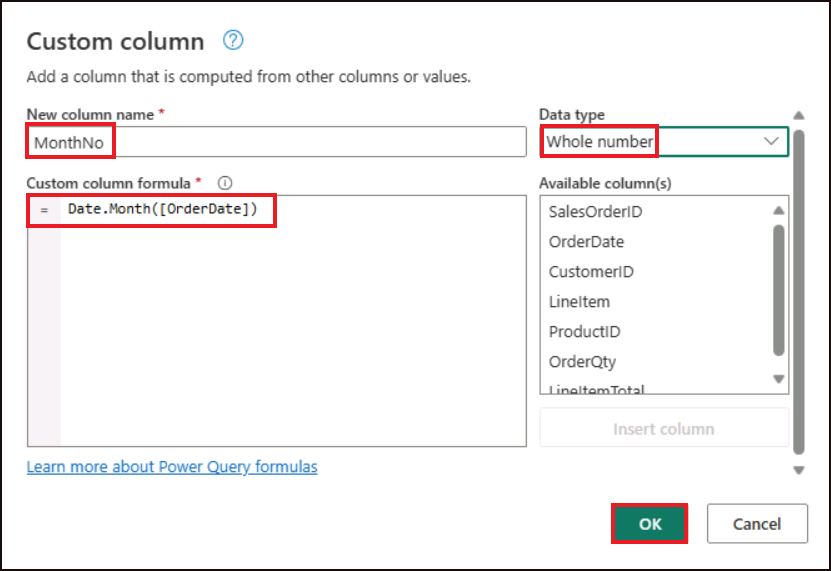 Custom column
Add a column that is computed from other columns or values.
New column name *
MonthNo
Data type
Whole number
Custom column formula *
= Date.Month([OrderDate])
Available column(s)
SalesOrderID
OrderDate
CustomerID
LineItem
ProductID
OrderQty
LineItemTotal
Insert column
Learn more about Power Query formulas
OK
Cancel